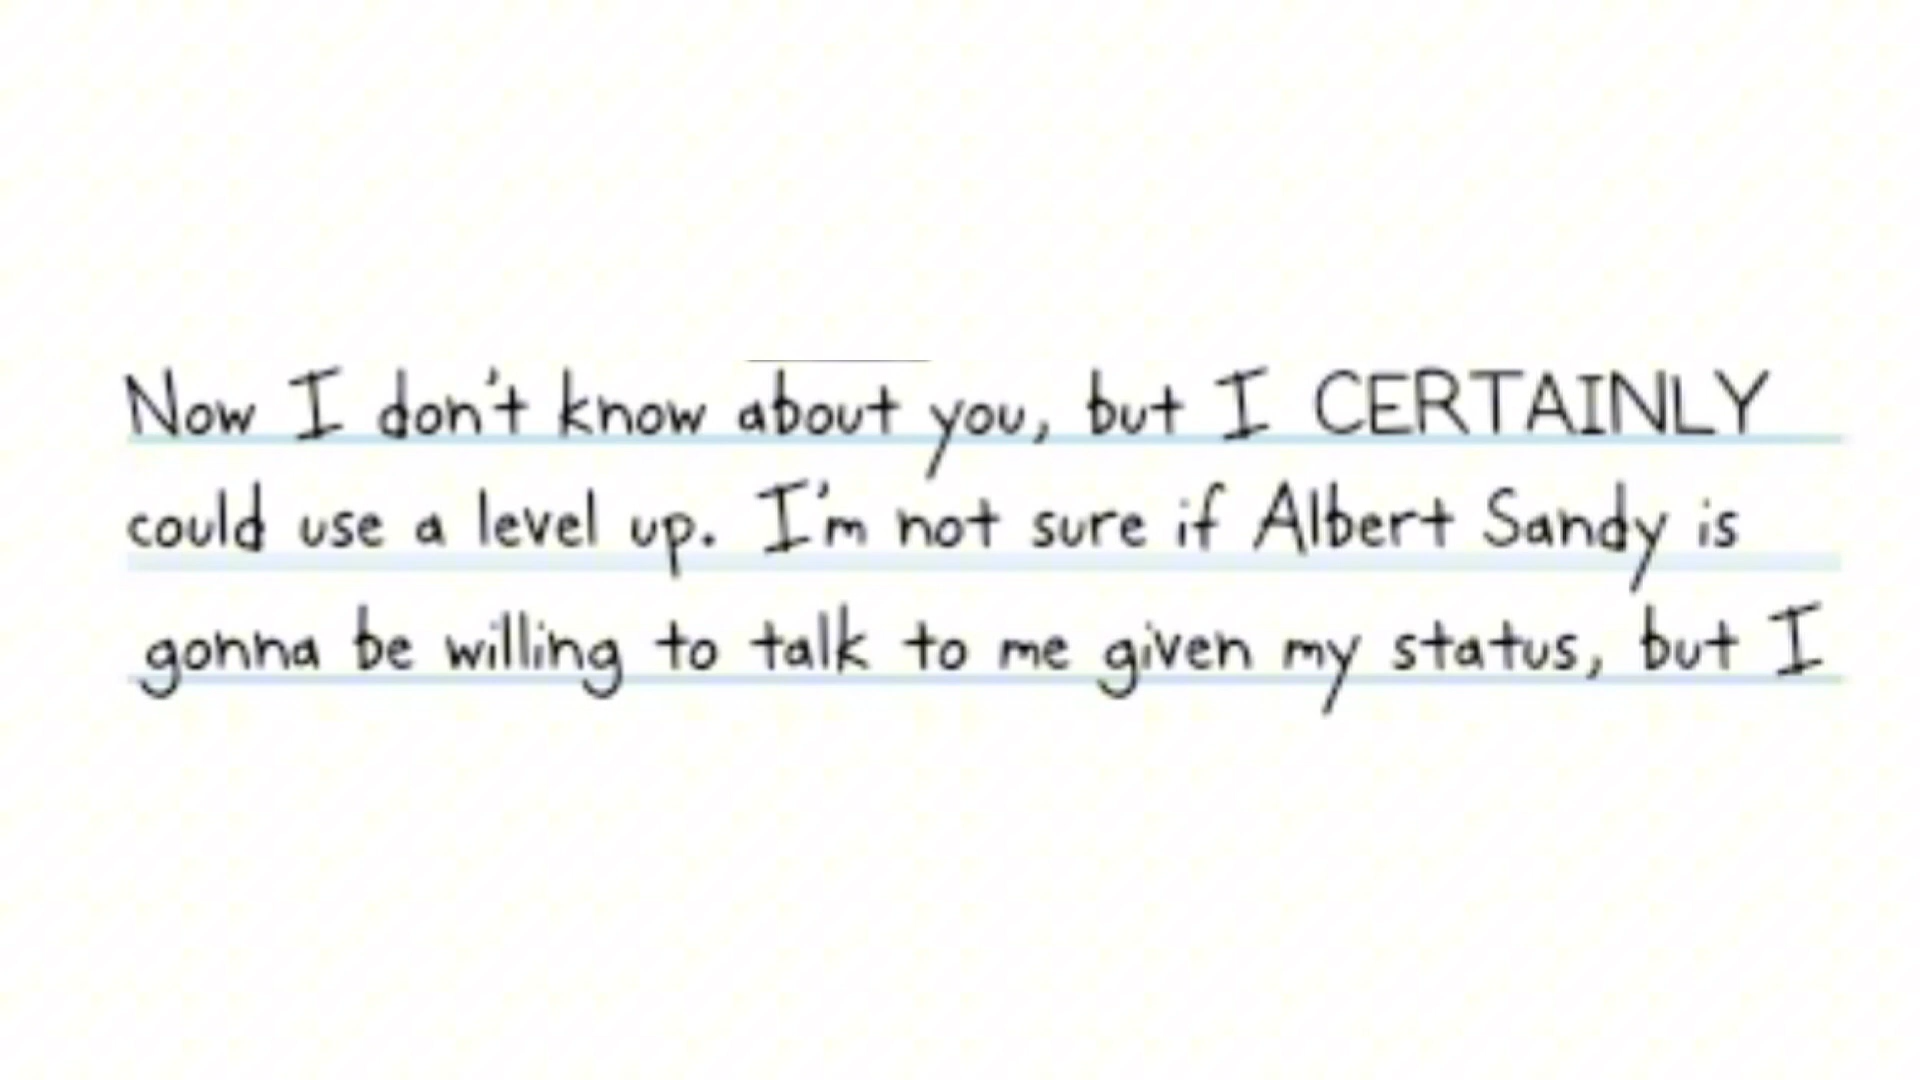 Now I don't know about you, but I CERTAINLY
could use a level up. I'm not sure if Albert Sandy is
gonna be willing to talk to me given my status, but I